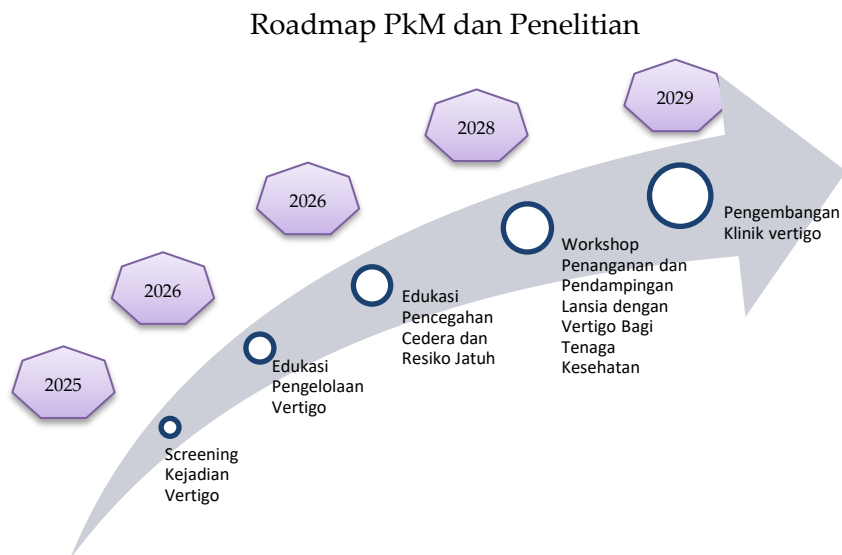 Roadmap PkM dan Penelitian
2025
Screening
Kejadian
Vertigo
2026
Edukasi
Pengelolaan
Vertigo
2026
Edukasi
Pencegahan
Cedera dan
Resiko Jatuh
2028
Workshop
Penanganan dan
Pendampingan
Lansia dengan
Vertigo Bagi
Tenaga
Kesehatan
2029
Pengembangan
Klinik vertigo